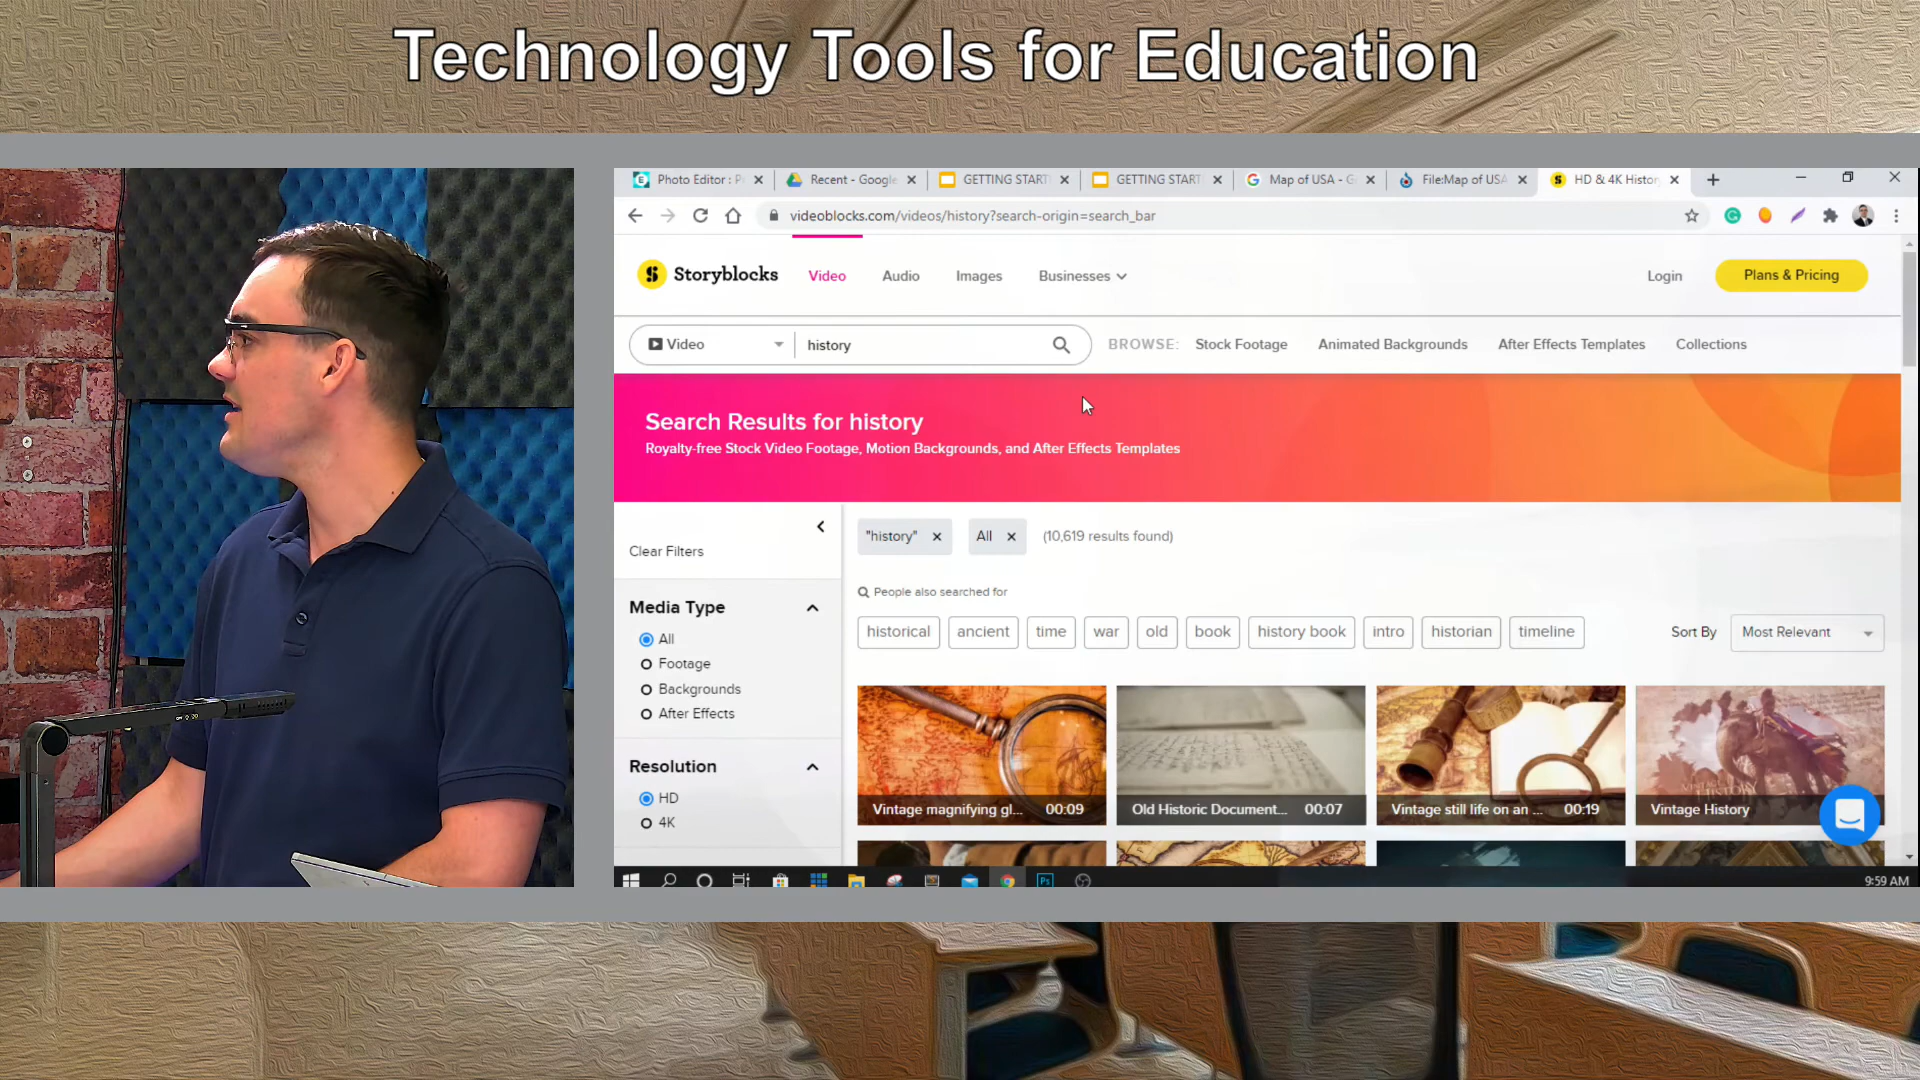 Technology Tools for Education
Photo Editor : P
Recent - Google
GETTING START
GETTING START
Map of USA - G
File:Map of USA
HD & 4K Histor
videoblocks.com/videos/history?search-origin=search_bar
Storyblocks
Video
Audio
Images
Businesses
Login
Plans & Pricing
Video
history
BROWSE:
Stock Footage
Animated Backgrounds
After Effects Templates
Collections
Search Results for history
Royalty-free Stock Video Footage, Motion Backgrounds, and After Effects Templates
Clear Filters
"history"
All
(10,619 results found)
People also searched for
historical
ancient
time
war
old
book
history book
intro
historian
timeline
Sort By
Most Relevant
Media Type
All
Footage
Backgrounds
After Effects
Resolution
HD
4K
Vintage magnifying gl...
00:09
Old Historic Document...
00:07
Vintage still life on an ...
00:19
Vintage History
Ps
9:59 AM